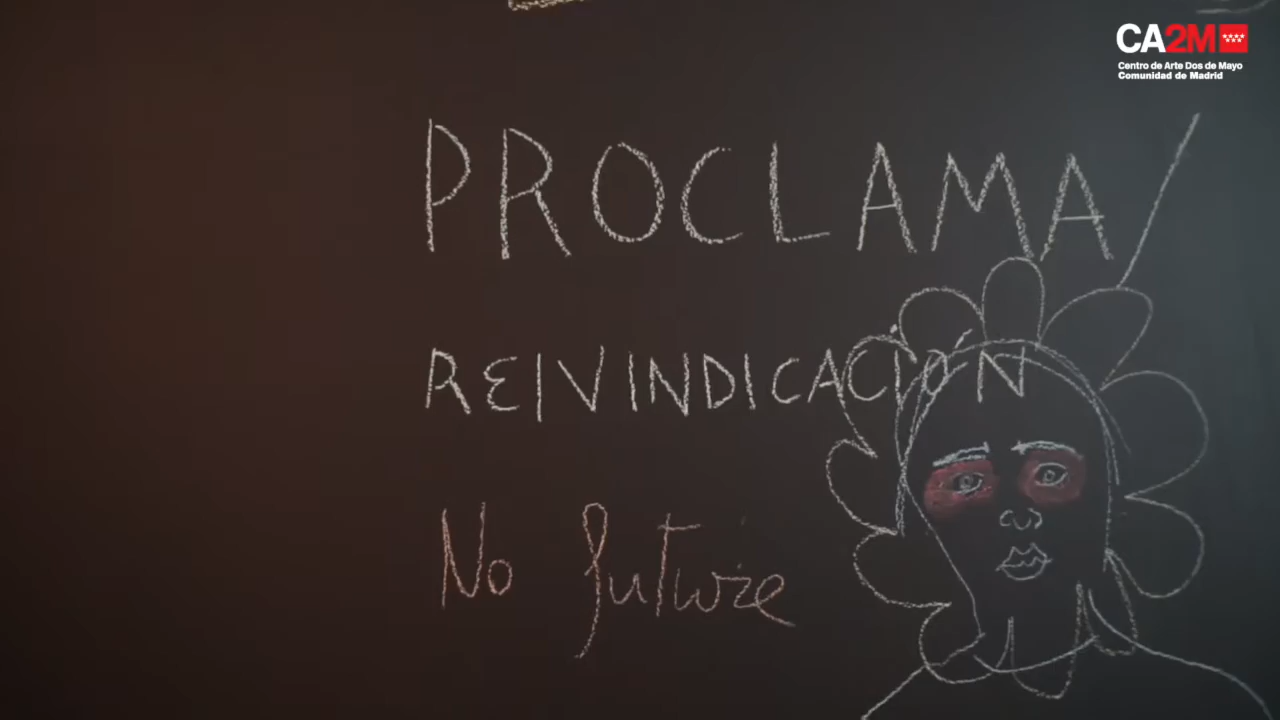 CA2M
Centro de Arte Dos de Mayo
Comunidad de Madrid
PROCLAMA/
REIVINDICACIÓN
No future